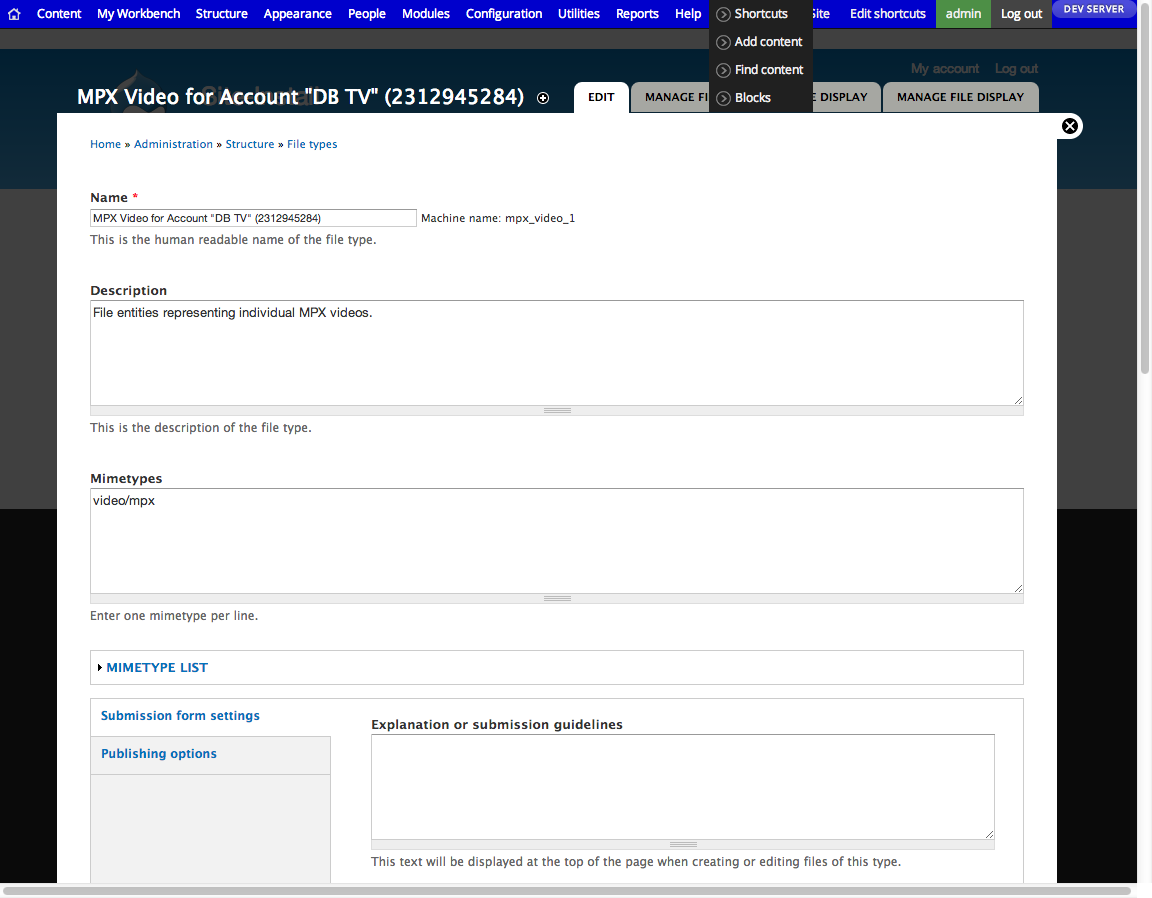 Content My Workbench Structure Appearance People Modules Configuration Utilities Reports Help Shortcuts Site Edit shortcuts admin Log out DEV SERVER
Add content
Find content
Blocks
My account Log out
MPX Video for Account "DB TV" (2312945284) EDIT MANAGE FI E DISPLAY MANAGE FILE DISPLAY
Home » Administration » Structure » File types
Name *
MPX Video for Account "DB TV" (2312945284) Machine name: mpx_video_1
This is the human readable name of the file type.
Description
File entities representing individual MPX videos.
This is the description of the file type.
Mimetypes
video/mpx
Enter one mimetype per line.
MIMETYPE LIST
Submission form settings
Publishing options
Explanation or submission guidelines
This text will be displayed at the top of the page when creating or editing files of this type.